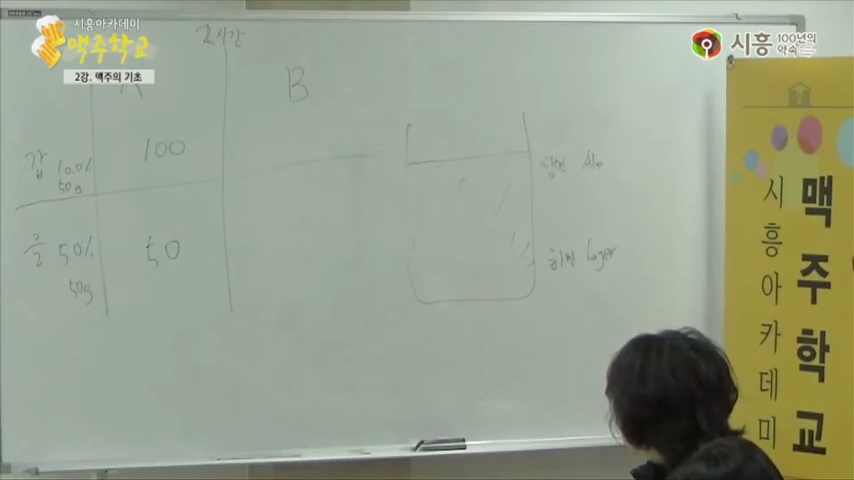 시흥아카데미
맥주학교
2강. 맥주의 기초
시흥 100년의 약속
2시간
A
B
갑 100%
50g
100
을 50%
50g
50
상면 Ale
하면 Lager
시흥아카데미
맥주학교